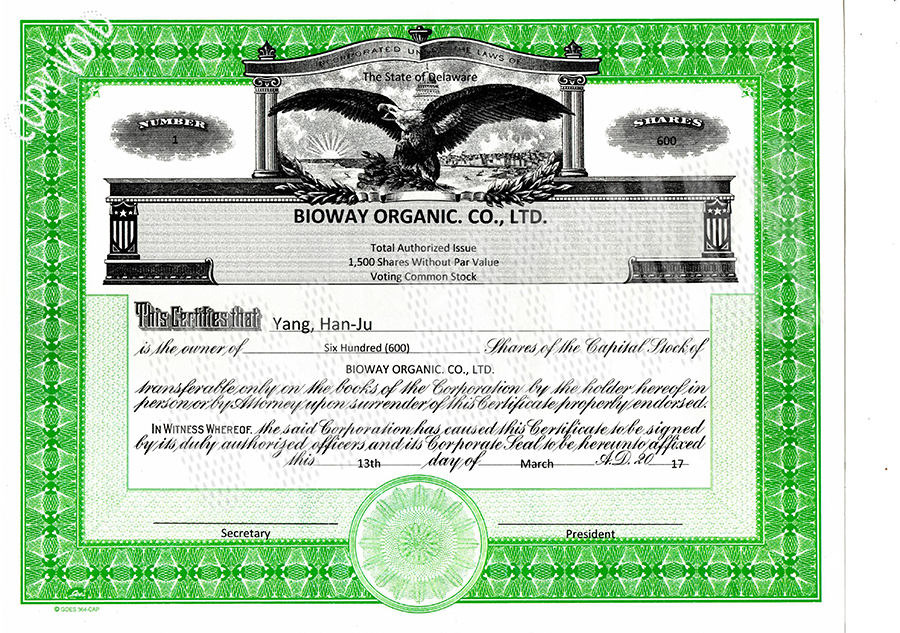 COPY VOID
INCORPORATED UNDER THE LAWS OF
The State of Delaware
NUMBER
1
SHARES
600
BIOWAY ORGANIC. CO., LTD.
Total Authorized Issue
1,500 Shares Without Par Value
Voting Common Stock
This Certifies that Yang, Han-Ju
is the owner of Six Hundred (600) Shares of the Capital Stock of
BIOWAY ORGANIC. CO., LTD.
transferable only on the books of the Corporation by the holder hereof in
person or by Attorney upon surrender of this Certificate properly endorsed.
IN WITNESS WHEREOF, the said Corporation has caused this Certificate to be signed
by its duly authorized officers and its Corporate Seal to be hereunto affixed
this 13th day of March A.D. 20 17
Secretary
President
© GOES 364-CAP